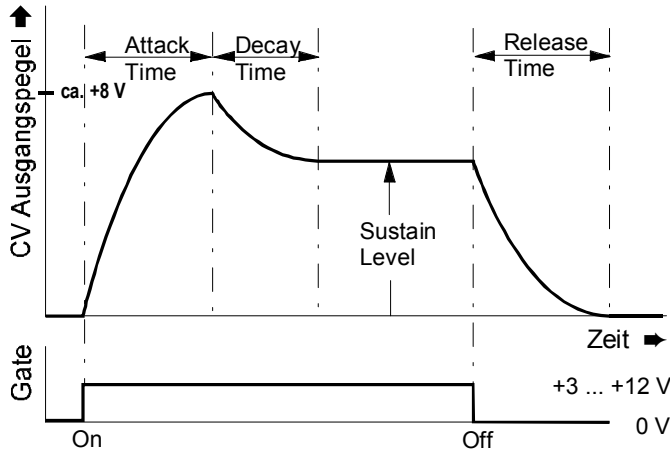 CV Ausgangspegel
Attack
Time
Decay
Time
Release
Time
ca. +8 V
Sustain
Level
Zeit
Gate
+3 ... +12 V
0 V
On
Off